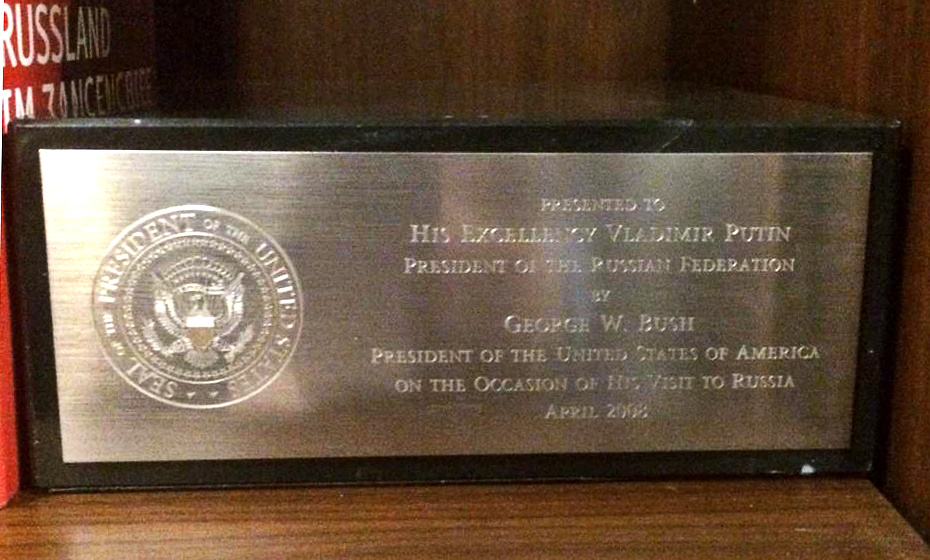 RUSSLAND
IM ZANGENGRIFF
SEAL OF THE PRESIDENT OF THE UNITED STATES
PRESENTED TO
HIS EXCELLENCY VLADIMIR PUTIN
PRESIDENT OF THE RUSSIAN FEDERATION
BY
GEORGE W. BUSH
PRESIDENT OF THE UNITED STATES OF AMERICA
ON THE OCCASION OF HIS VISIT TO RUSSIA
APRIL 2008